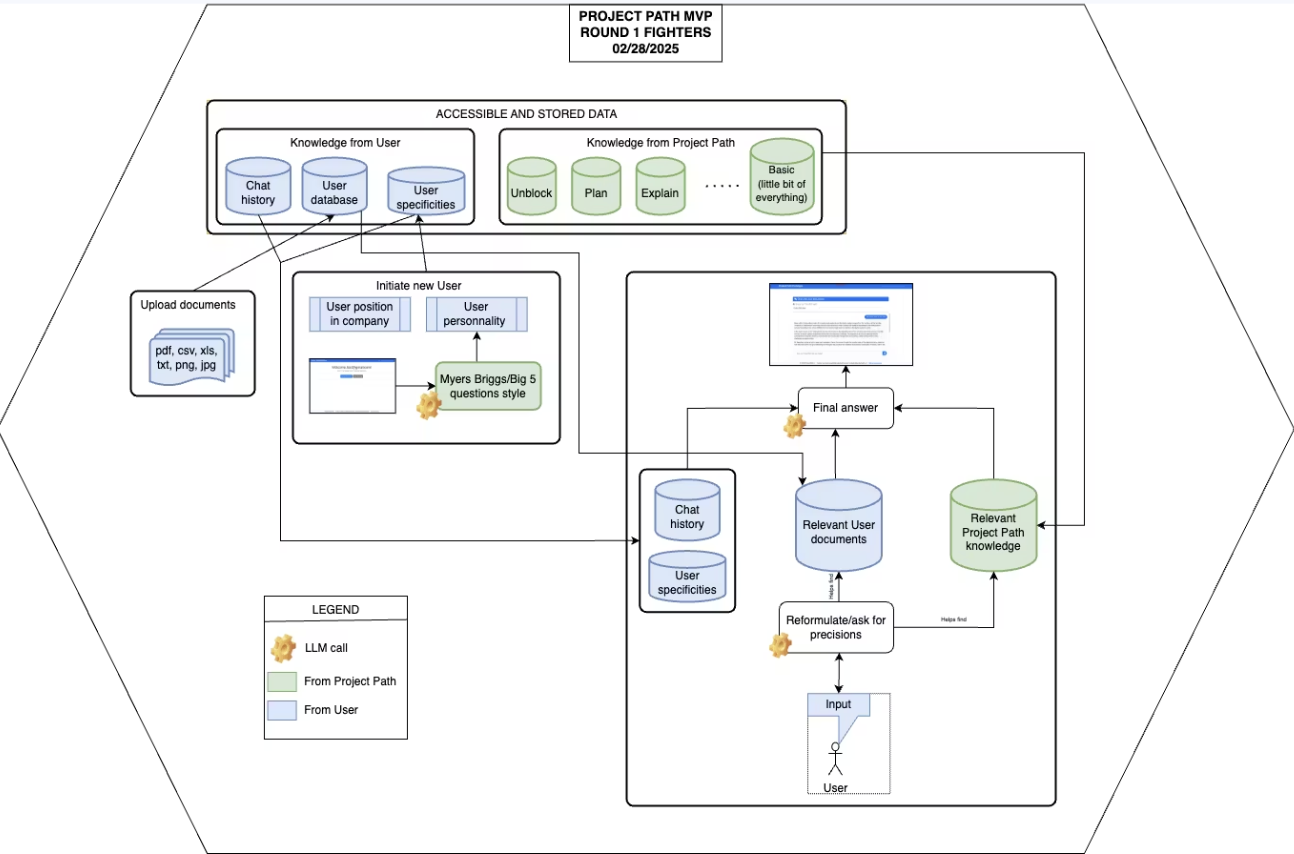 PROJECT PATH MVP
ROUND 1 FIGHTERS
02/28/2025
ACCESSIBLE AND STORED DATA
Knowledge from User
Chat
history
User
database
User
specificities
Knowledge from Project Path
Unblock
Plan
Explain
.....
Basic
(little bit of
everything)
Upload documents
pdf, csv, xls,
txt, png, jpg
Initiate new User
User position
in company
User
personnality
Myers Briggs/Big 5
questions style
Final answer
Chat
history
User
specificities
Relevant User
documents
Relevant
Project Path
knowledge
Helps find
Reformulate/ask for
precisions
Helps find
Input
User
LEGEND
LLM call
From Project Path
From User